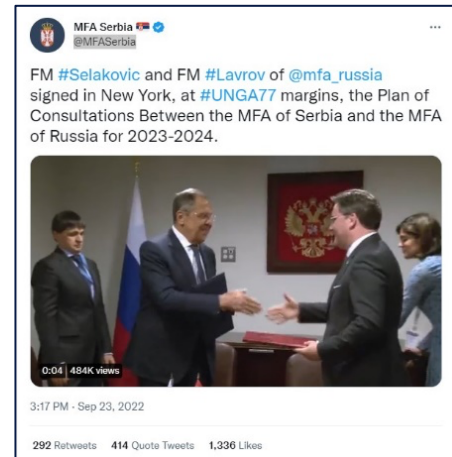 MFA Serbia 🇷🇸
@MFASerbia
...
FM #Selakovic and FM #Lavrov of @mfa_russia
signed in New York, at #UNGA77 margins, the Plan of
Consultations Between the MFA of Serbia and the MFA
of Russia for 2023-2024.
0:04 | 484K views
3:17 PM · Sep 23, 2022
292 Retweets 414 Quote Tweets 1,336 Likes